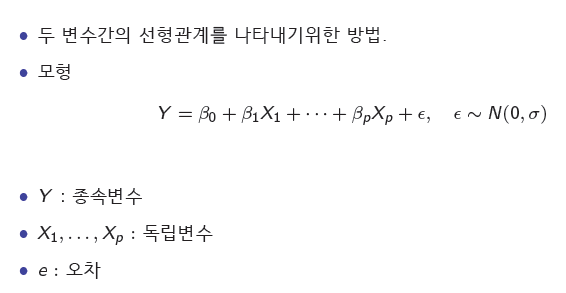 • 두 변수간의 선형관계를 나타내기위한 방법.
• 모형
Y = β₀ + β₁X₁ + ··· + βₚXₚ + ϵ, ϵ ∼ N(0, σ)
• Y : 종속변수
• X₁, . . . , Xₚ : 독립변수
• e : 오차